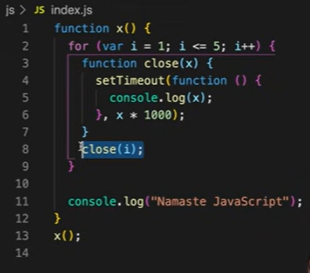 js > JS index.js
1 function x() {
2   for (var i = 1; i <= 5; i++) {
3     function close(x) {
4       setTimeout(function () {
5         console.log(x);
6       }, x * 1000);
7     }
8     close(i);
9   }
10
11   console.log("Namaste JavaScript");
12 }
13 x();
14